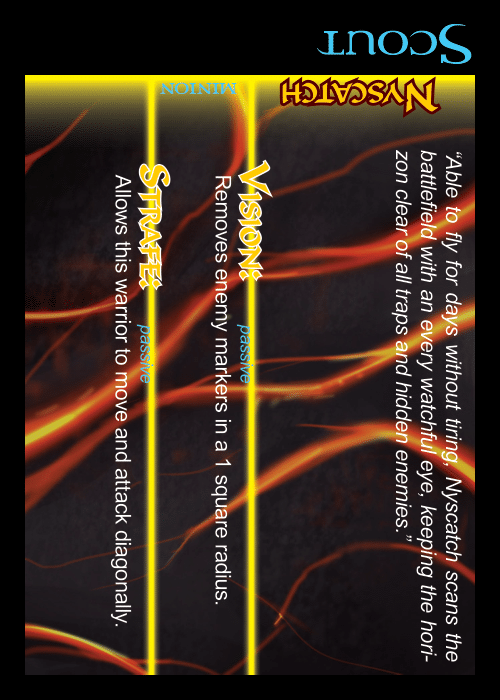 Scout
Nyscatch
Minion
“Able to fly for days without tiring, Nyscatch scans the
battlefield with an every watchful eye, keeping the hori-
zon clear of all traps and hidden enemies.”
Vision:
passive
Removes enemy markers in a 1 square radius.
Strafe:
passive
Allows this warrior to move and attack diagonally.